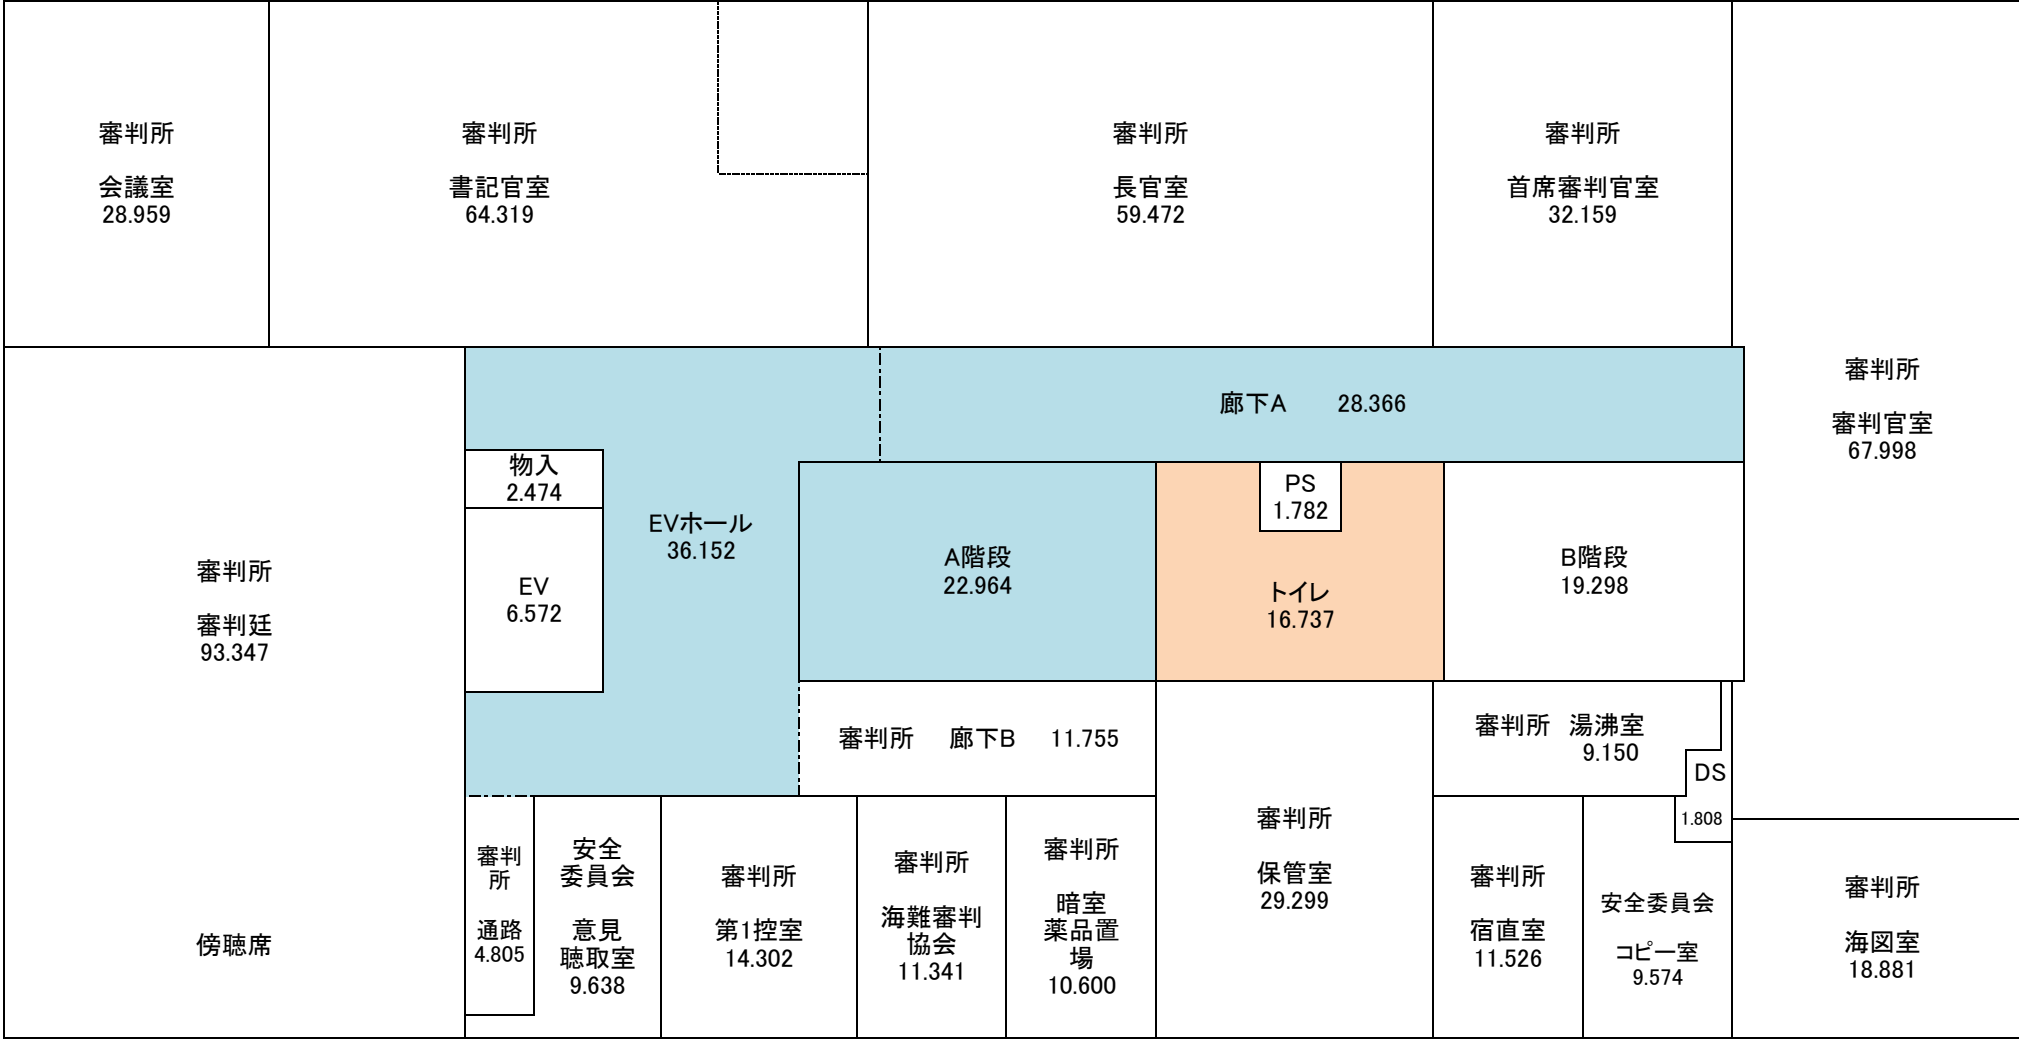 審判所
会議室
28.959
審判所
書記官室
64.319
審判所
長官室
59.472
審判所
首席審判官室
32.159
審判所
審判官室
67.998
廊下A　28.366
物入
2.474
EVホール
36.152
EV
6.572
A階段
22.964
PS
1.782
トイレ
16.737
B階段
19.298
審判所
審判廷
93.347
傍聴席
審判所　廊下B　11.755
審判所　湯沸室
9.150
DS
1.808
審判
所
通路
4.805
安全
委員会
意見
聴取室
9.638
審判所
第1控室
14.302
審判所
海難審判
協会
11.341
審判所
暗室
薬品置
場
10.600
審判所
保管室
29.299
審判所
宿直室
11.526
安全委員会
コピー室
9.574
審判所
海図室
18.881